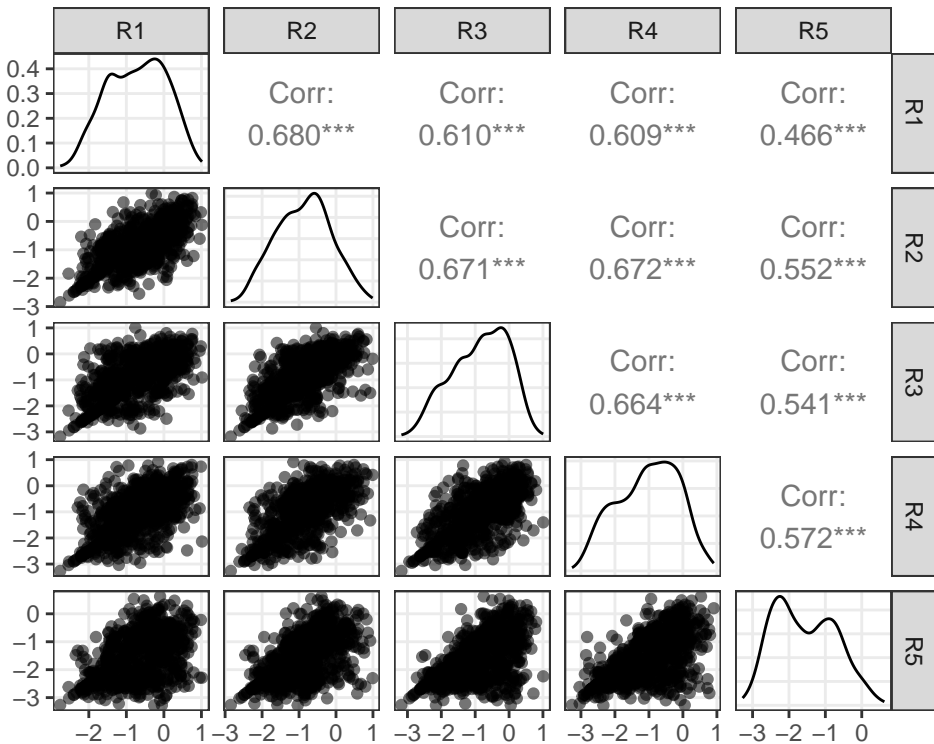 R1 R2 R3 R4 R5
0.4
0.3
0.2
0.1
0.0
Corr:
0.680***
Corr:
0.610***
Corr:
0.609***
Corr:
0.466***
R1
1
0
−1
−2
−3
Corr:
0.671***
Corr:
0.672***
Corr:
0.552***
R2
1
0
−1
−2
−3
Corr:
0.664***
Corr:
0.541***
R3
1
0
−1
−2
−3
Corr:
0.572***
R4
0
−1
−2
−3
R5
−2 −1 0 1 −3 −2 −1 0 1 −3 −2 −1 0 1 −3 −2 −1 0 1 −3 −2 −1 0